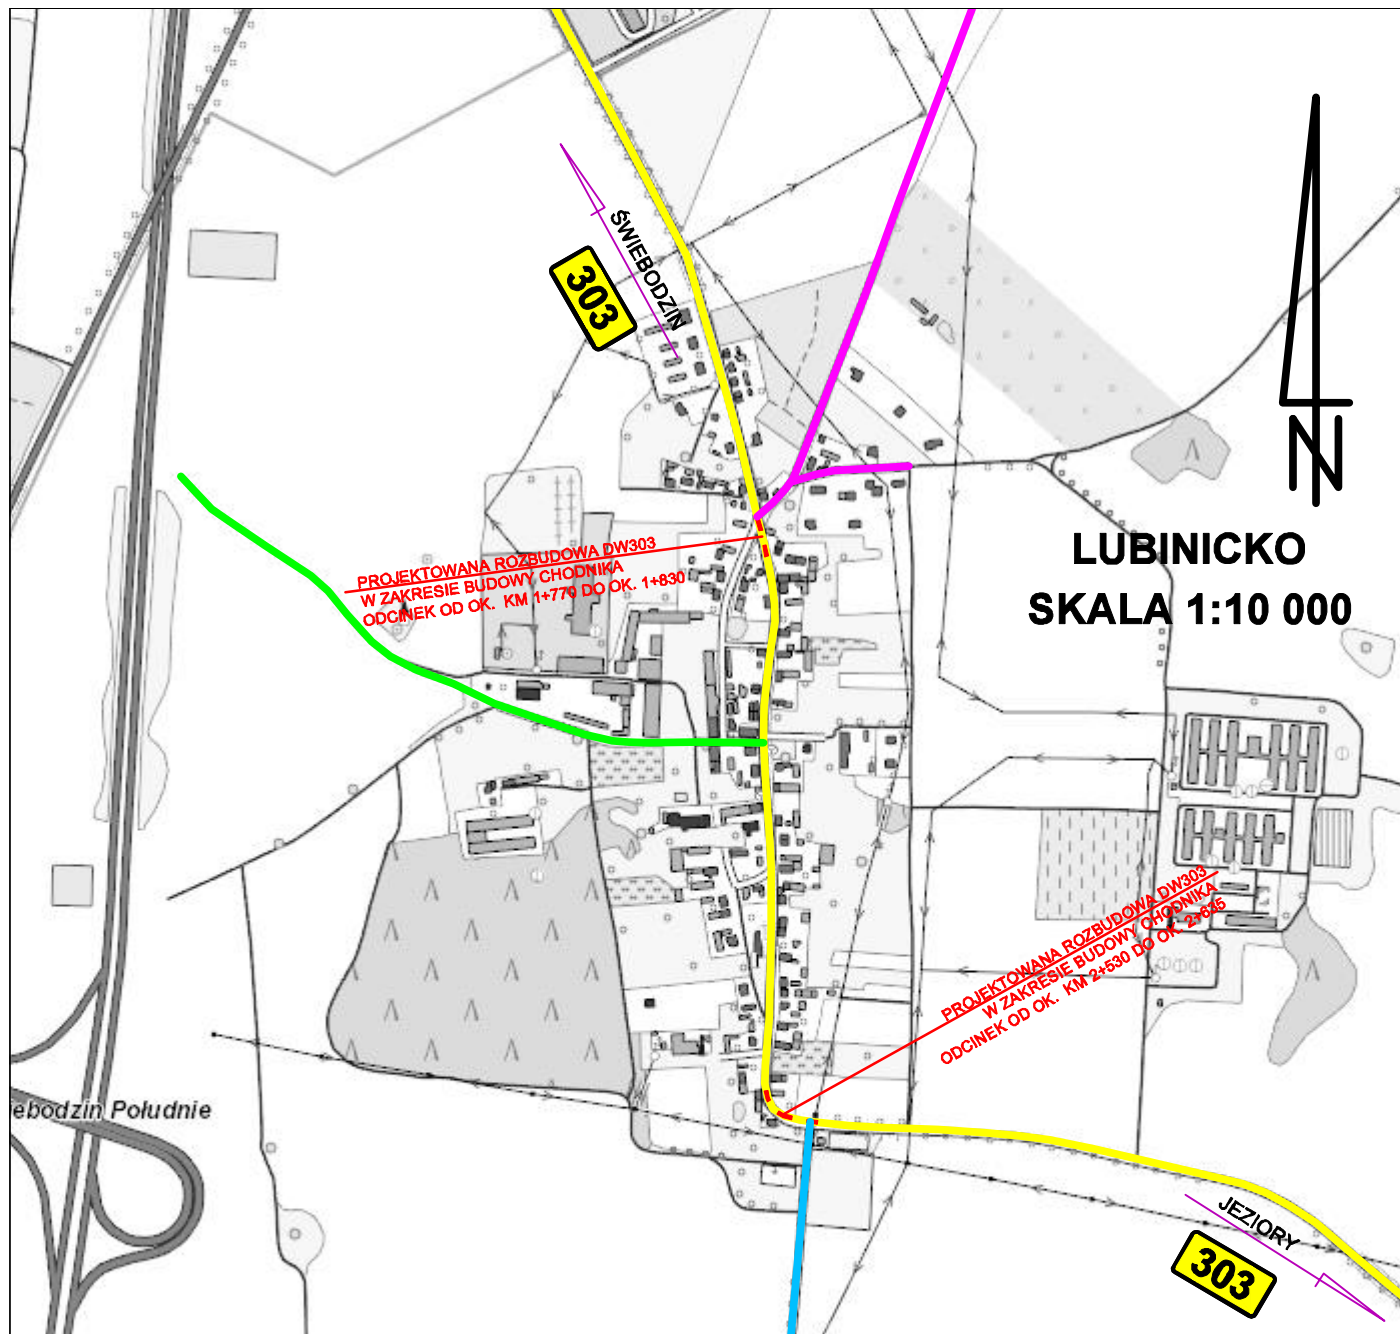 ŚWIEBODZIN
303
N
LUBINICKO
SKALA 1:10 000
PROJEKTOWANA ROZBUDOWA DW303
W ZAKRESIE BUDOWY CHODNIKA
ODCINEK OD OK. KM 1+770 DO OK. 1+830
PROJEKTOWANA ROZBUDOWA DW303
W ZAKRESIE BUDOWY CHODNIKA
ODCINEK OD OK. KM 2+530 DO OK. 2+645
ebodzin Południe
JEZIORY
303